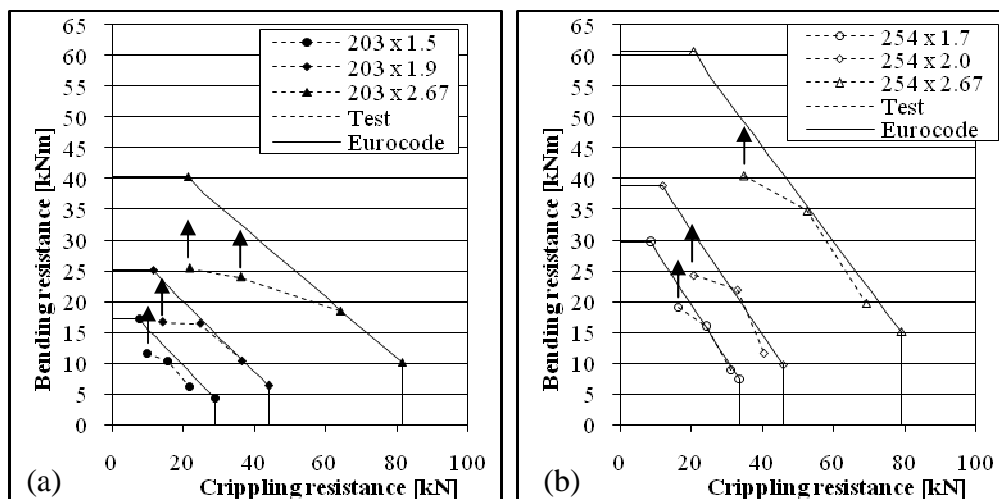 65
60
55
50
45
40
35
30
25
20
15
10
5
0
Bending resistance [kNm]
203 x 1.5
203 x 1.9
203 x 2.67
Test
Eurocode
0 20 40 60 80 100
Crippling resistance [kN]
(a)
65
60
55
50
45
40
35
30
25
20
15
10
5
0
Bending resistance [kNm]
254 x 1.7
254 x 2.0
254 x 2.67
Test
Eurocode
0 20 40 60 80 100
Crippling resistance [kN]
(b)